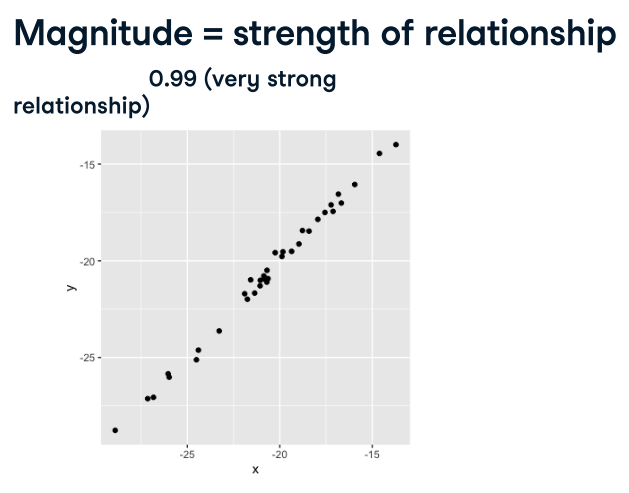 Magnitude = strength of relationship
0.99 (very strong
relationship)
-15
-20
-25
y
-25
-20
-15
x